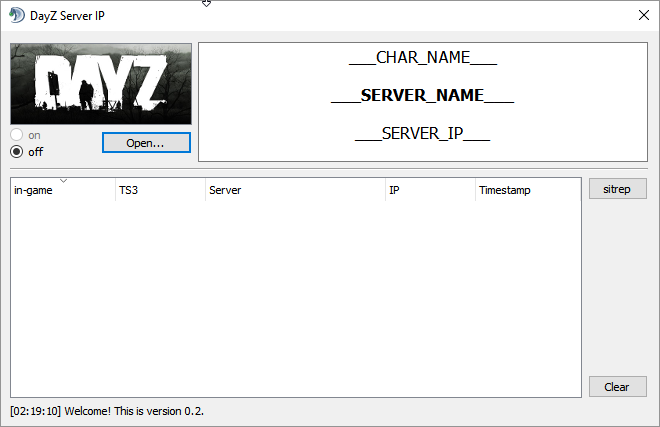 DayZ Server IP
DAYZ
___CHAR_NAME___
___SERVER_NAME___
___SERVER_IP___
on
off
Open...
in-game TS3 Server IP Timestamp
sitrep
Clear
[02:19:10] Welcome! This is version 0.2.